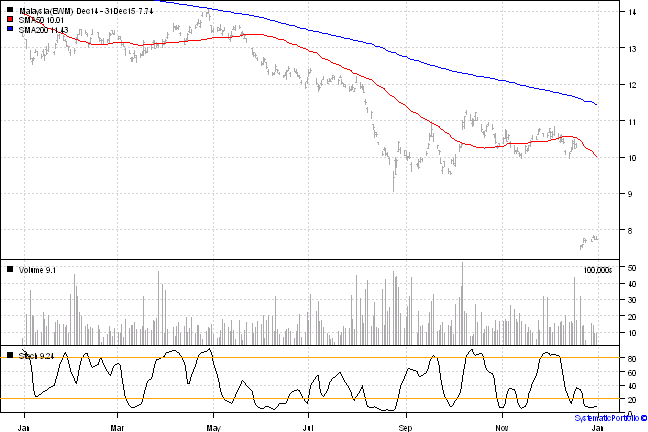 Malaysia (EWM) Dec14 - 31Dec15 7.74
SMA50 10.01
SMA200 11.43
14
13
12
11
10
9
8
Volume 9.1
100,000s
50
40
30
20
10
Stoch 9.24
80
60
40
20
0
Jan
Mar
May
Jul
Sep
Nov
Jan
SystematicPortfolio ©